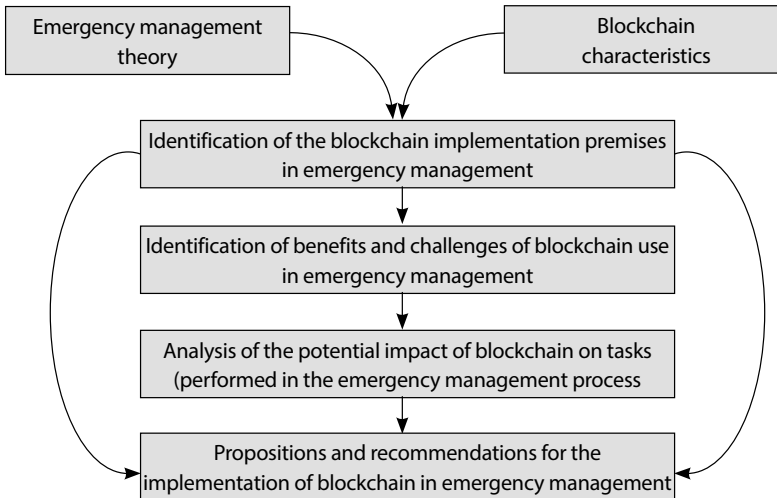 Emergency management
theory
Blockchain
characteristics
Identification of the blockchain implementation premises
in emergency management
Identification of benefits and challenges of blockchain use
in emergency management
Analysis of the potential impact of blockchain on tasks
(performed in the emergency management process
Propositions and recommendations for the
implementation of blockchain in emergency management